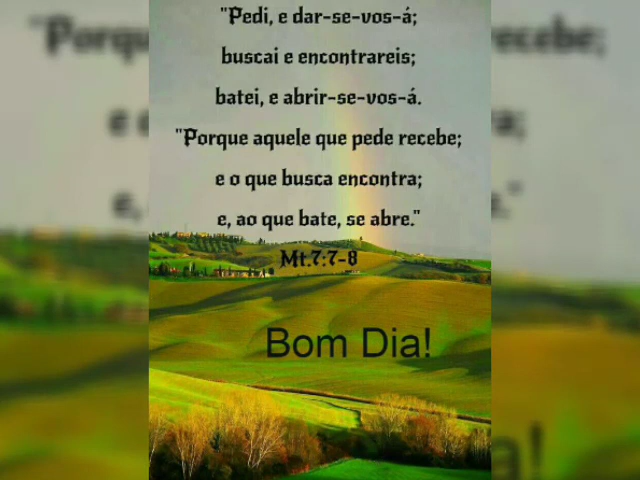 "Pedi, e dar-se-vos-á;
buscai e encontrareis;
batei, e abrir-se-vos-á.
"Porque aquele que pede recebe;
e o que busca encontra;
e, ao que bate, se abre."
Mt.7:7-8
Bom Dia!